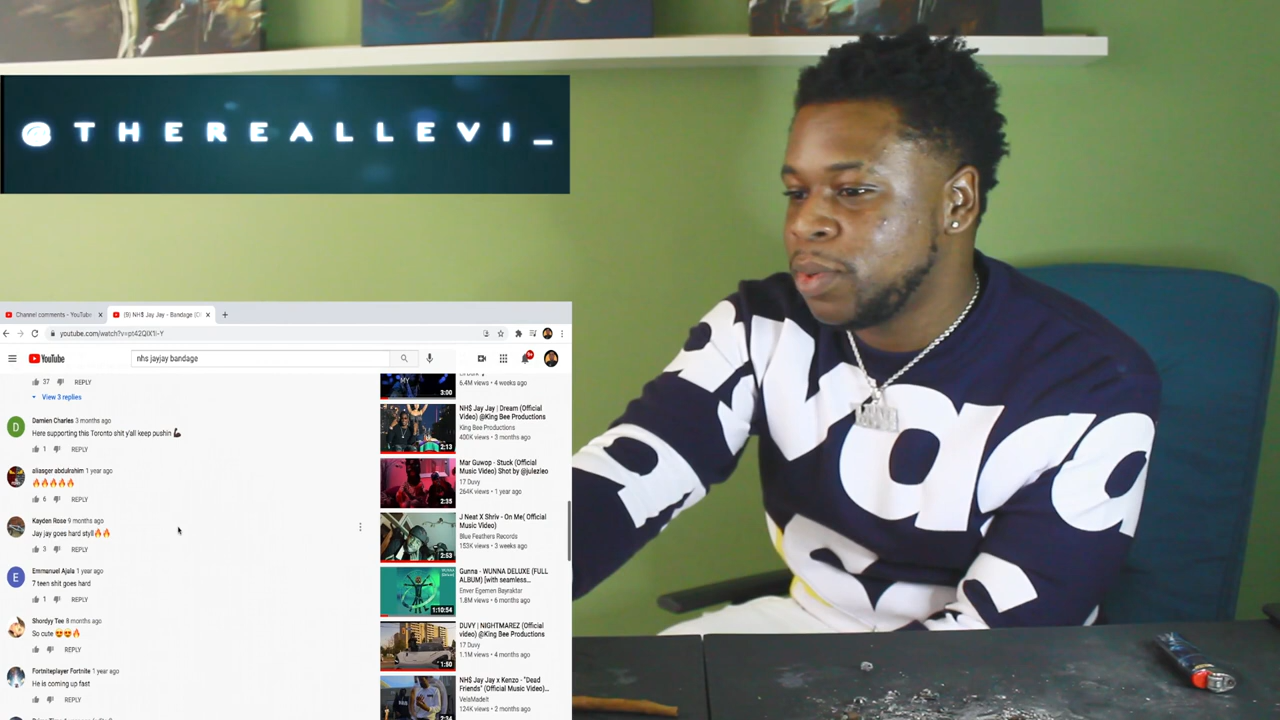 @THEREALLEVI_
Channel comments - YouTube
(9) NH$ Jay Jay - Bandage (O
youtube.com/watch?v=pt42QIX1l-Y
YouTube
nhs jayjay bandage
9+
37 REPLY
View 3 replies
Damien Charles 3 months ago
Here supporting this Toronto shit y'all keep pushin 💪🏿
1 REPLY
aliasger abdulrahim 1 year ago
🔥🔥🔥🔥🔥
6 REPLY
Kayden Rose 9 months ago
Jay jay goes hard styll🔥🔥
3 REPLY
E
Emmanuel Ajala 1 year ago
7 teen shit goes hard
1 REPLY
Shordyy Tee 8 months ago
So cute 😍😍🔥
REPLY
Fortniteplayer Fortnite 1 year ago
He is coming up fast
REPLY
D
MY
3:00
6.4M views • 4 weeks ago
NH$ Jay Jay | Dream (Official
Video) @King Bee Productions
King Bee Productions
400K views • 3 months ago
2:13
Mar Guwop - Stuck (Official
Music Video) Shot by @julezleo
17 Duvy
264K views • 1 year ago
2:35
J Neat X Shriv - On Me( Official
Music Video)
Blue Feathers Records
153K views • 3 weeks ago
2:53
Gunna - WUNNA DELUXE (FULL
ALBUM) [with seamless...
Enver Egemen Bayraktar
1.8M views • 6 months ago
1:10:54
DUVY | NIGHTMAREZ (Official
video) @King Bee Productions
17 Duvy
1.1M views • 4 months ago
1:50
NH$ Jay Jay x Kenzo - "Dead
Friends" (Official Music Video)...
VelaMadeIt
124K views • 2 months ago
2:34